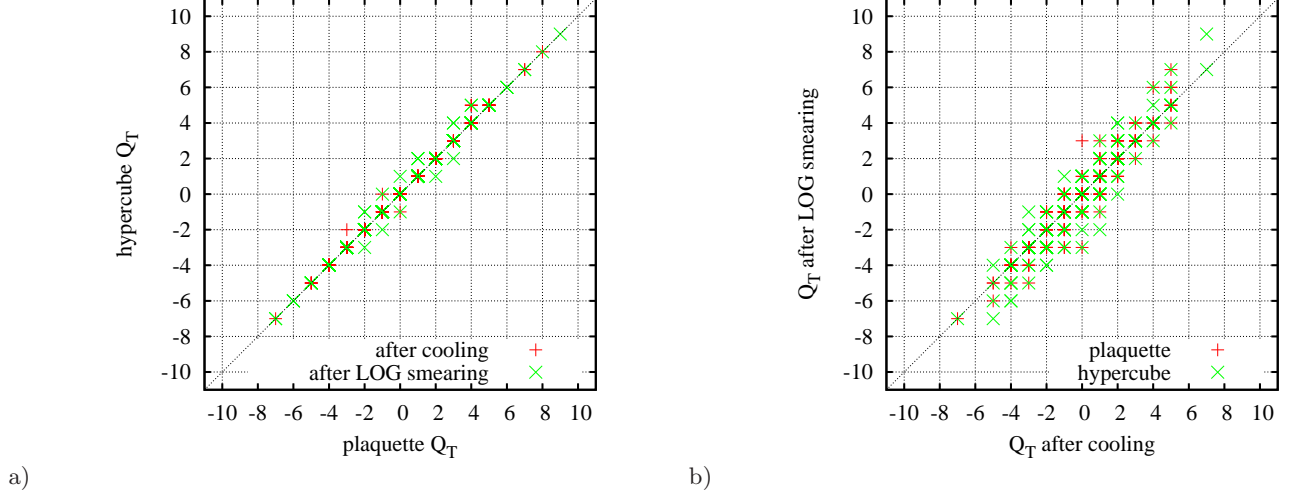 10
8
6
4
2
0
-2
-4
-6
-8
-10
hypercube Q_T
after cooling
after LOG smearing
-10 -8 -6 -4 -2 0 2 4 6 8 10
plaquette Q_T
a)
10
8
6
4
2
0
-2
-4
-6
-8
-10
Q_T after LOG smearing
plaquette
hypercube
-10 -8 -6 -4 -2 0 2 4 6 8 10
Q_T after cooling
b)